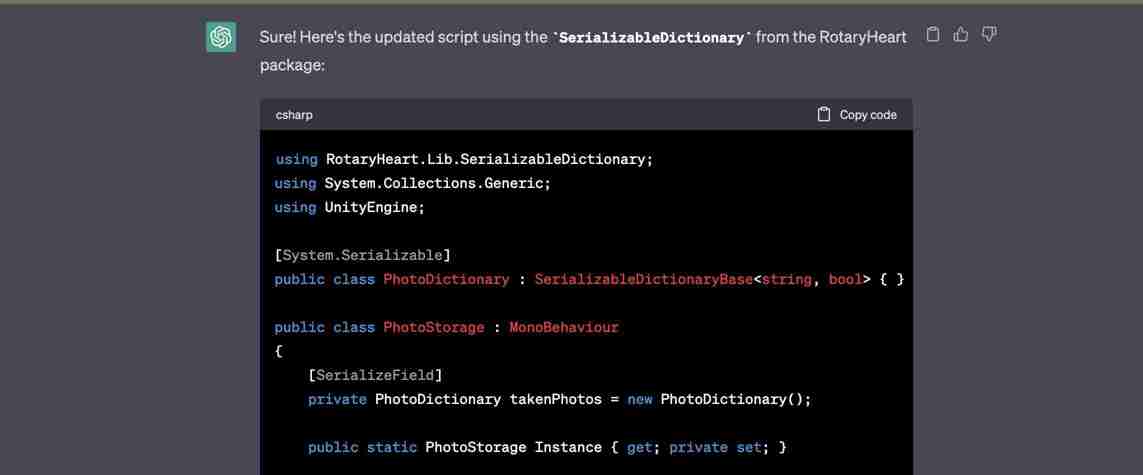 Sure! Here's the updated script using the `SerializableDictionary` from the RotaryHeart
package:
csharp
Copy code
using RotaryHeart.Lib.SerializableDictionary;
using System.Collections.Generic;
using UnityEngine;
[System.Serializable]
public class PhotoDictionary : SerializableDictionaryBase<string, bool> { }
public class PhotoStorage : MonoBehaviour
{
[SerializeField]
private PhotoDictionary takenPhotos = new PhotoDictionary();
public static PhotoStorage Instance { get; private set; }